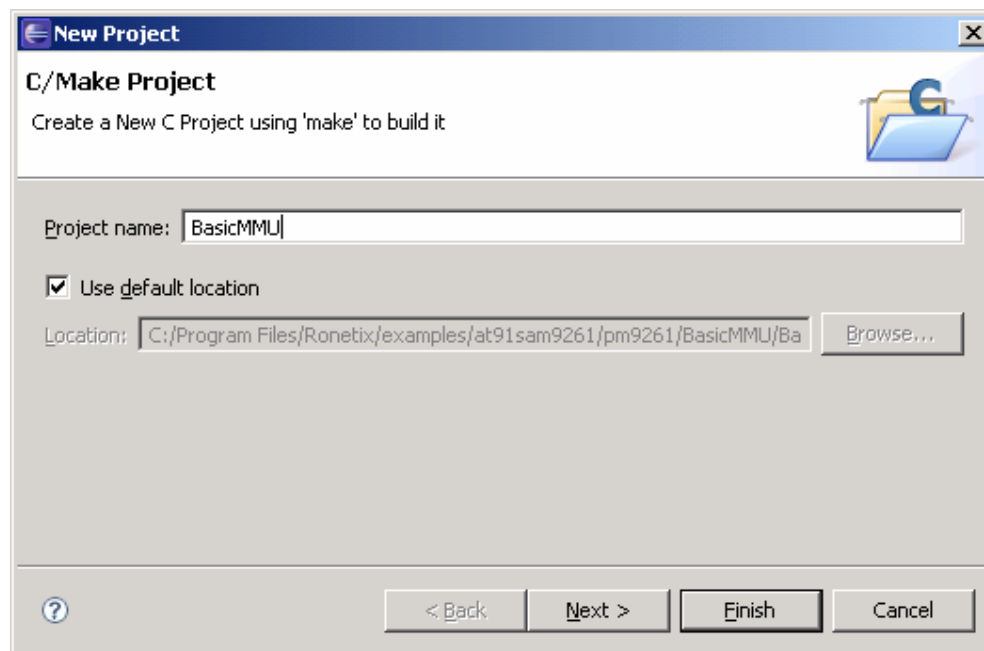 New Project
C/Make Project
Create a New C Project using 'make' to build it
Project name: BasicMMU
Use default location
Location: C:/Program Files/Ronetix/examples/at91sam9261/pm9261/BasicMMU/Ba Browse...
? < Back Next > Finish Cancel